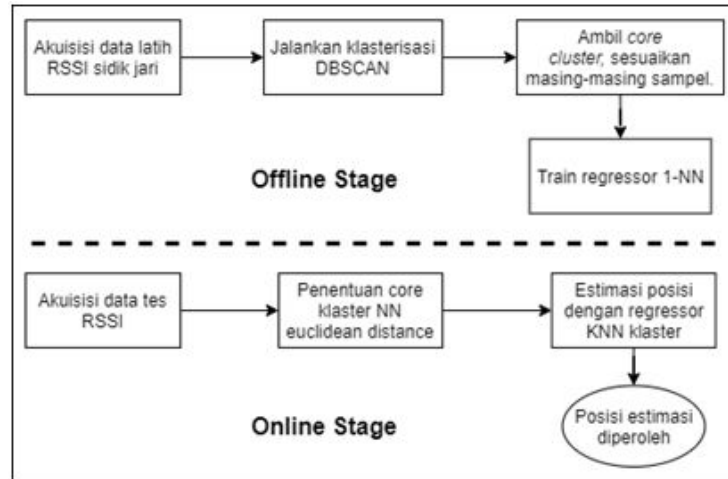 Akuisisi data latih
RSSI sidik jari
Jalankan klasterisasi
DBSCAN
Ambil core
cluster, sesuaikan
masing-masing sampel.
Train regressor 1-NN
Offline Stage
Akuisisi data tes
RSSI
Penentuan core
klaster NN
euclidean distance
Estimasi posisi
dengan regressor
KNN klaster
Posisi estimasi
diperoleh
Online Stage